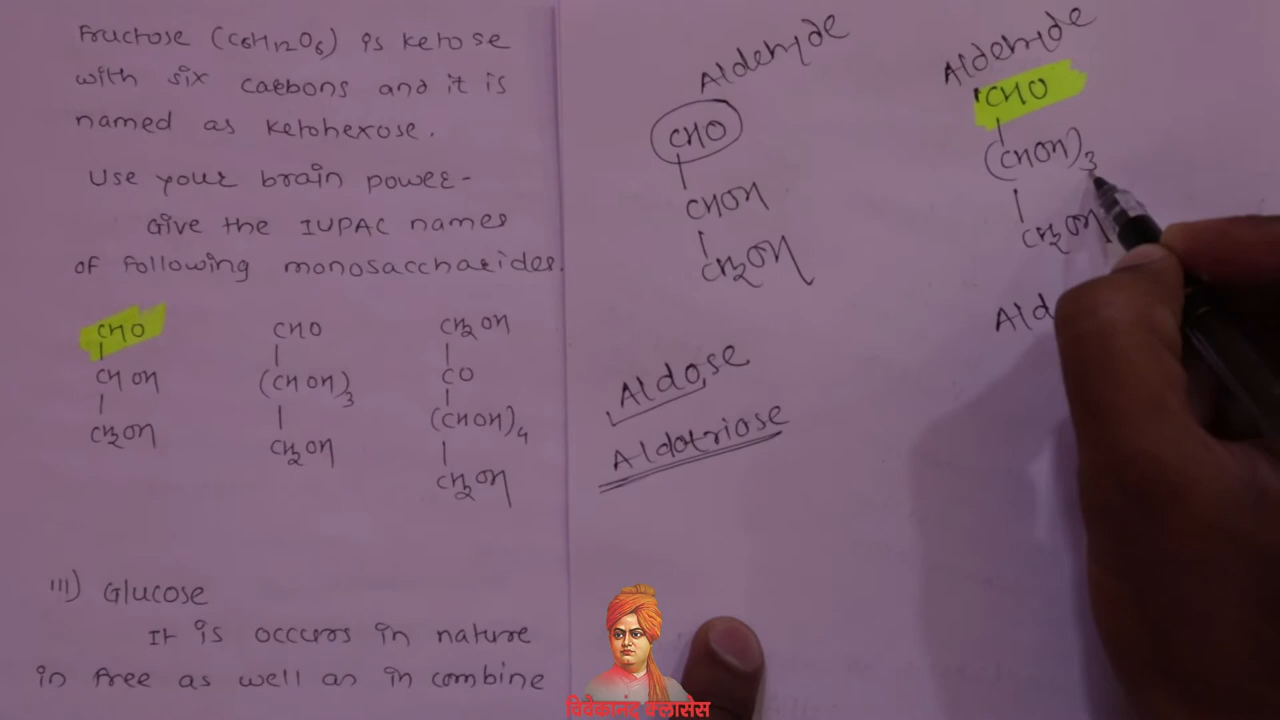 Fructose (C6H12O6) is ketose
with six carbons and it is
named as ketohexose.
Use your brain power-
Give the IUPAC names
of following monosaccharides.
CHO
CHOH
CH2OH
CHO
(CHOH)3
CH2OH
CH2OH
CO
(CHOH)4
CH2OH
III) Glucose
It is occurs in nature
in free as well as in combine
Aldehyde
CHO
CHOH
CH2OH
Aldose
Aldotriose
Aldehyde
CHO
(CHOH)3
CH2OH
Ald
विवेकानंद क्लासेस